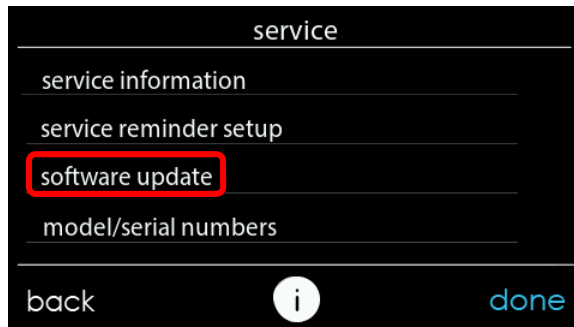 service
service information
service reminder setup
software update
model/serial numbers
back i done